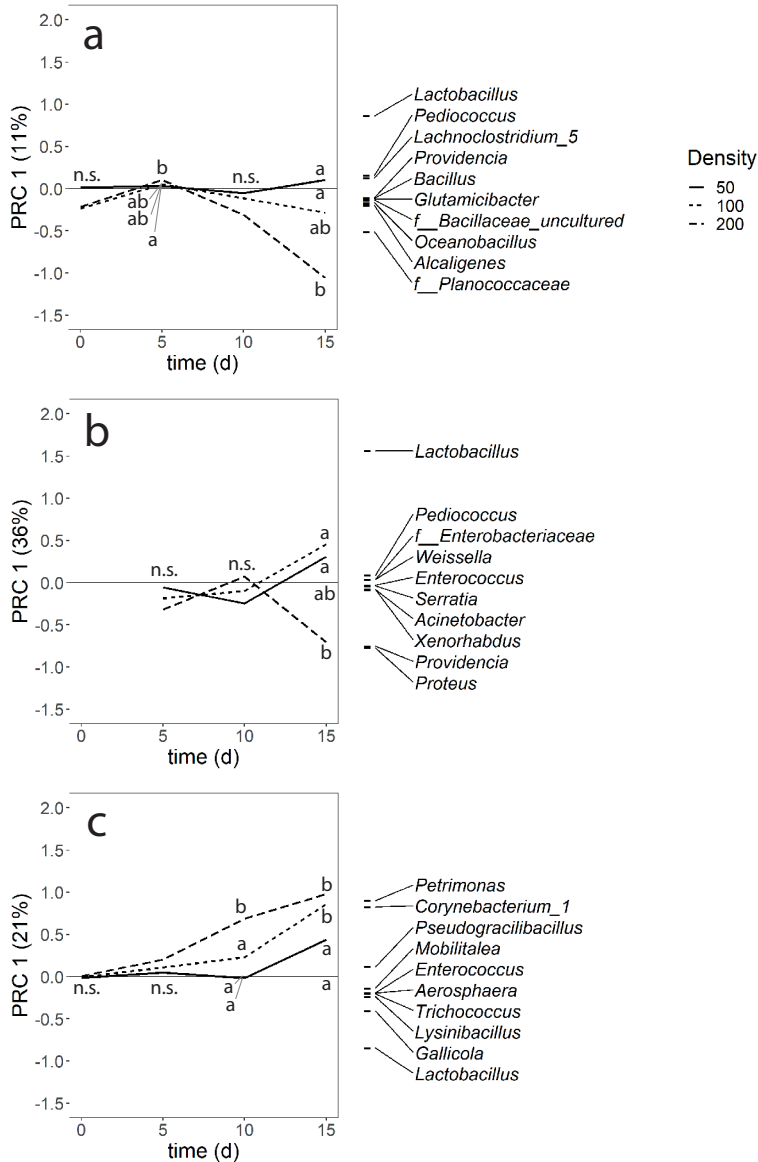 a
PRC 1 (11%)
2.0
1.5
1.0
0.5
0.0
-0.5
-1.0
-1.5
n.s.
b
ab
ab
a
n.s.
a
a
ab
b
0
5
10
15
time (d)
Lactobacillus
Pediococcus
Lachnoclostridium_5
Providencia
Bacillus
Glutamicibacter
f__Bacillaceae_uncultured
Oceanobacillus
Alcaligenes
f__Planococcaceae
Density
50
100
200
b
PRC 1 (36%)
2.0
1.5
1.0
0.5
0.0
-0.5
-1.0
-1.5
n.s.
n.s.
a
a
ab
b
0
5
10
15
time (d)
Lactobacillus
Pediococcus
f__Enterobacteriaceae
Weissella
Enterococcus
Serratia
Acinetobacter
Xenorhabdus
Providencia
Proteus
c
PRC 1 (21%)
2.0
1.5
1.0
0.5
0.0
-0.5
-1.0
-1.5
n.s.
n.s.
b
a
a
a
b
b
a
a
0
5
10
15
time (d)
Petrimonas
Corynebacterium_1
Pseudogracilibacillus
Mobilitalea
Enterococcus
Aerosphaera
Trichococcus
Lysinibacillus
Gallicola
Lactobacillus